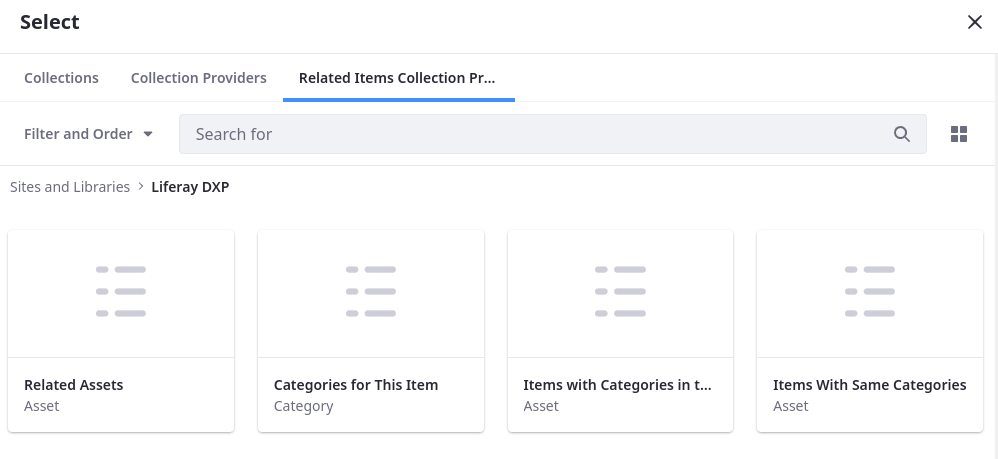 Select
Collections
Collection Providers
Related Items Collection Pr...
Filter and Order
Search for
Sites and Libraries
Liferay DXP
Related Assets
Asset
Categories for This Item
Category
Items with Categories in t...
Asset
Items With Same Categories
Asset